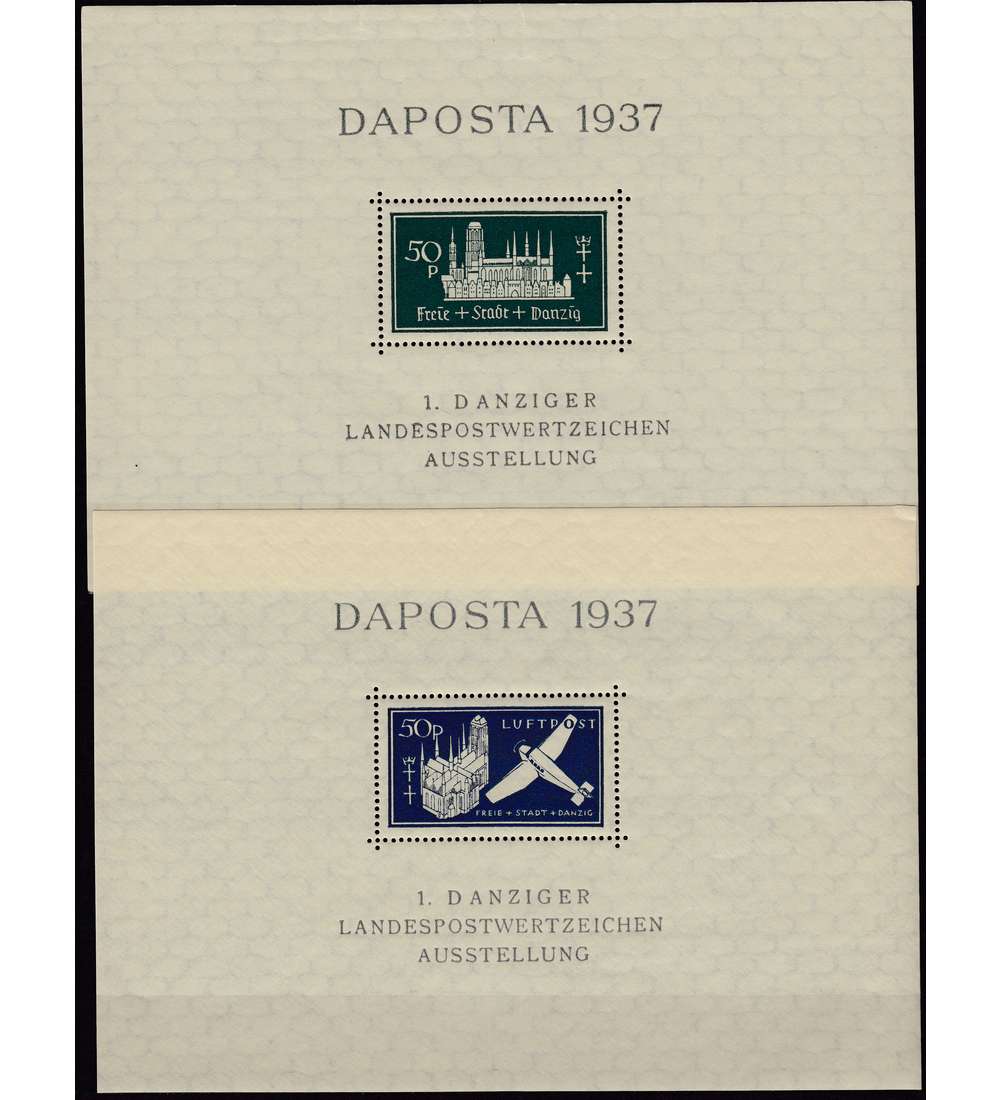 DAPOSTA 1937
50
P
Freie + Stadt + Danzig
1. DANZIGER
LANDESPOSTWERTZEICHEN
AUSSTELLUNG
DAPOSTA 1937
50P
LUFTPOST
FREIE + STADT + DANZIG
1. DANZIGER
LANDESPOSTWERTZEICHEN
AUSSTELLUNG